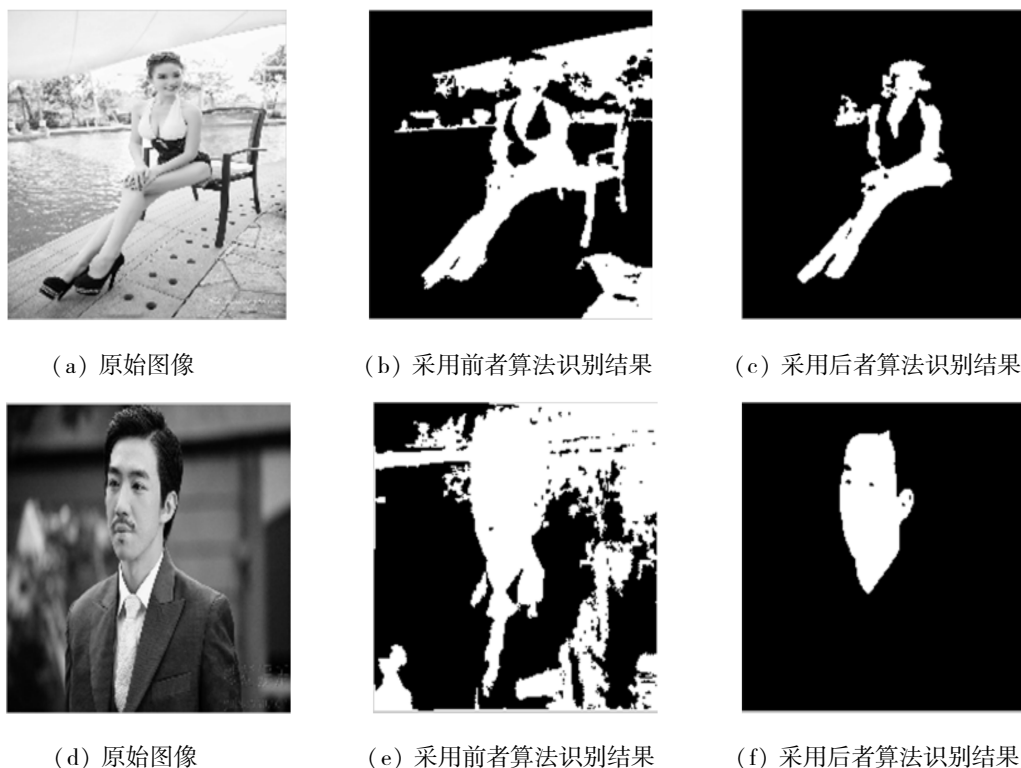 (a) 原始图像
(b) 采用前者算法识别结果
(c) 采用后者算法识别结果
(d) 原始图像
(e) 采用前者算法识别结果
(f) 采用后者算法识别结果